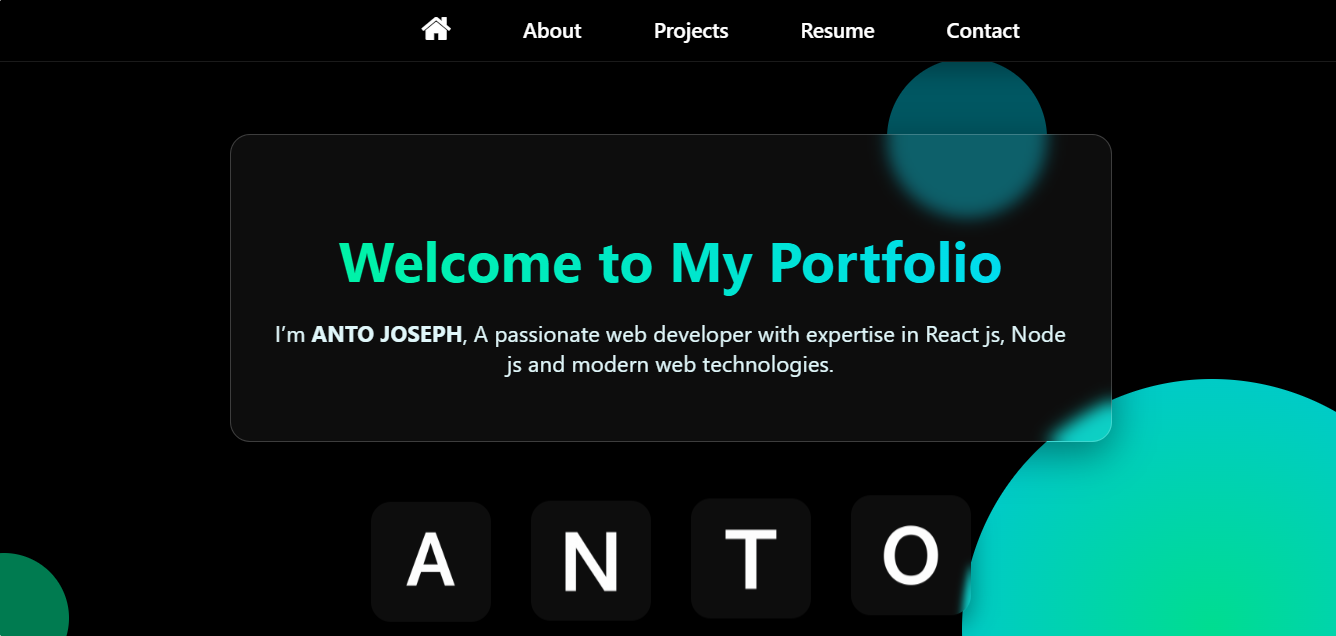 About Projects Resume Contact
Welcome to My Portfolio
I’m ANTO JOSEPH, A passionate web developer with expertise in React js, Node
js and modern web technologies.
A N T O